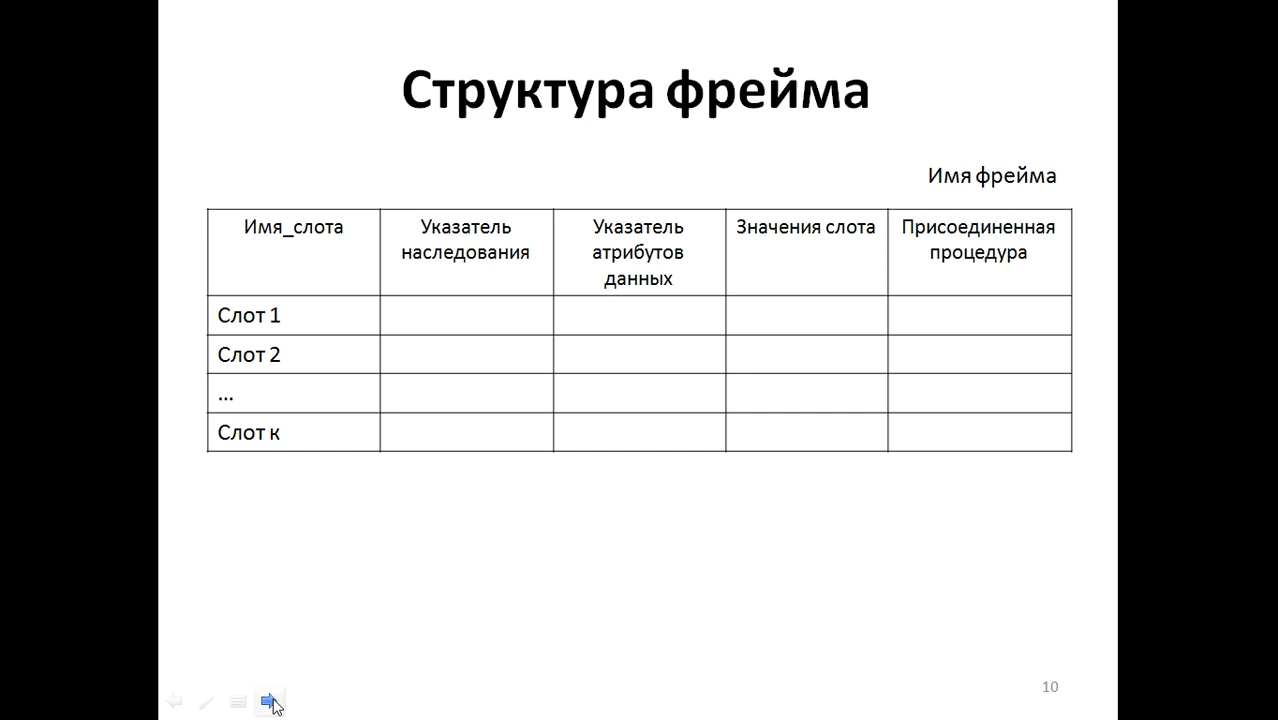 Структура фрейма
Имя фрейма
Имя_слота
Указатель
наследования
Указатель
атрибутов
данных
Значения слота
Присоединенная
процедура
Слот 1
Слот 2
...
Слот к
10